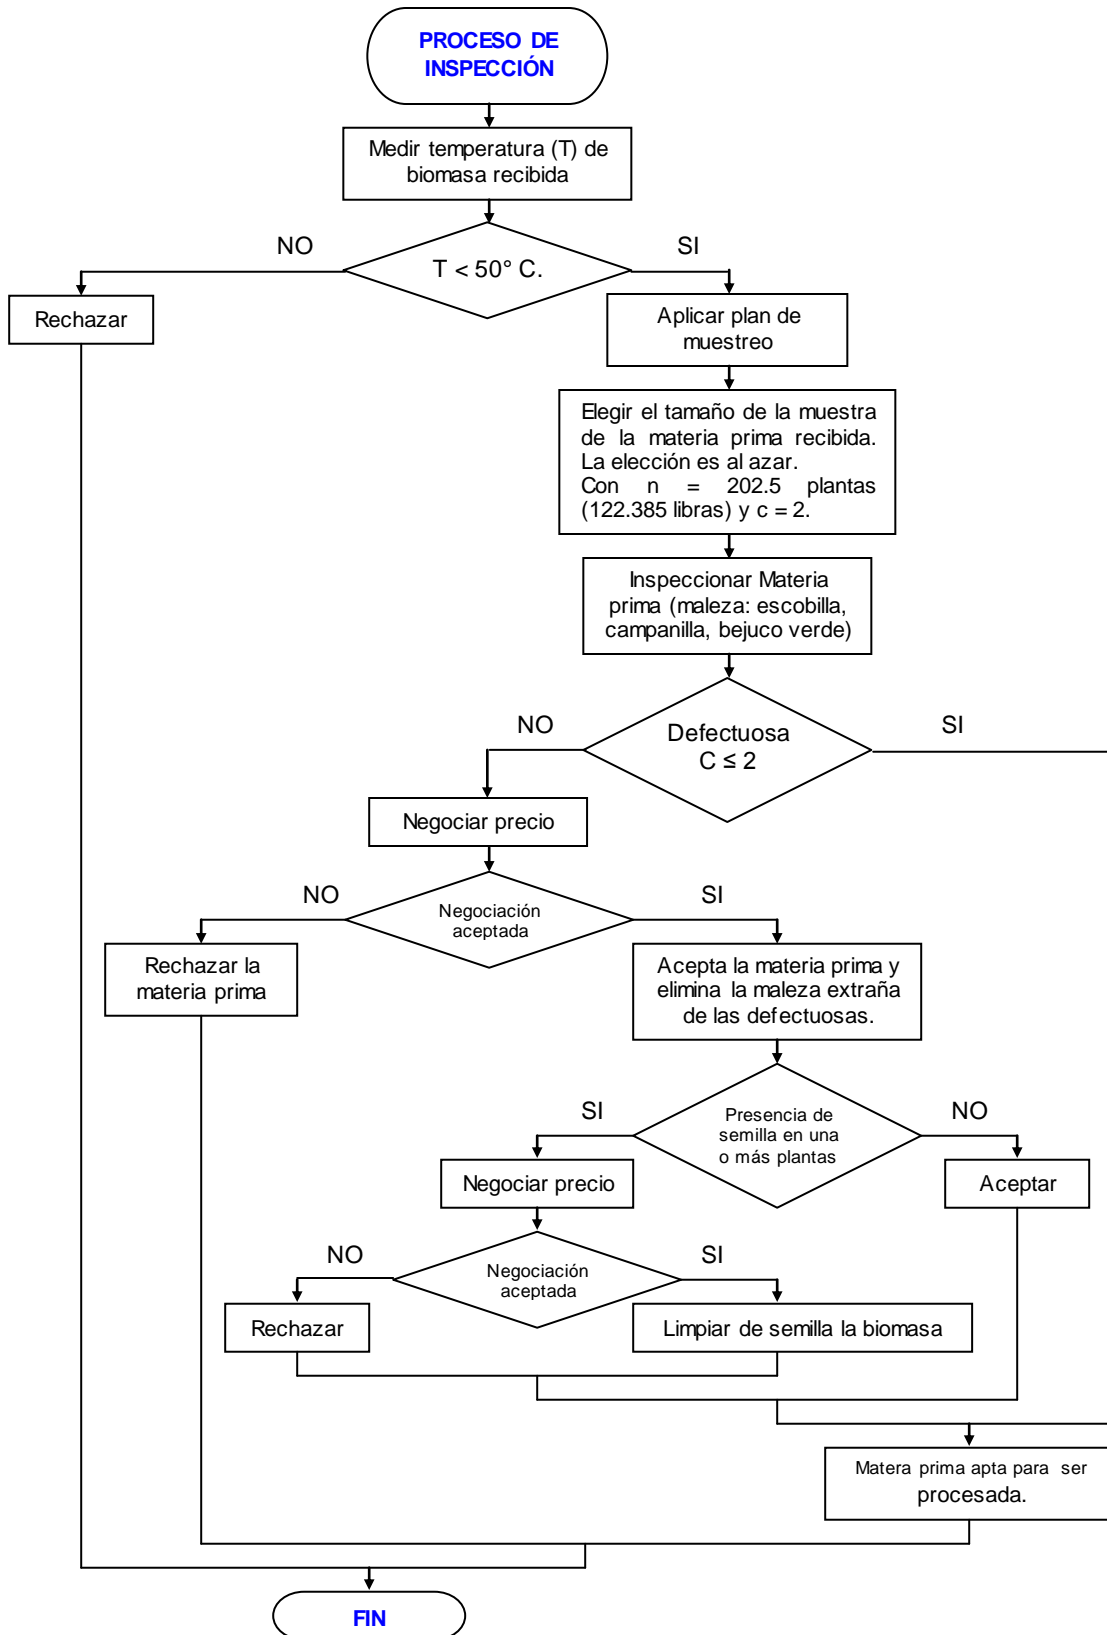 PROCESO DE
INSPECCIÓN
Medir temperatura (T) de
biomasa recibida
NO
SI
T < 50° C.
Rechazar
Aplicar plan de
muestreo
Elegir el tamaño de la muestra
de la materia prima recibida.
La elección es al azar.
Con n = 202.5 plantas
(122.385 libras) y c = 2.
Inspeccionar Materia
prima (maleza: escobilla,
campanilla, bejuco verde)
NO
SI
Defectuosa
C ≤ 2
Negociar precio
NO
SI
Negociación
aceptada
Rechazar la
materia prima
Acepta la materia prima y
elimina la maleza extraña
de las defectuosas.
SI
NO
Presencia de
semilla en una
o más plantas
Negociar precio
Aceptar
NO
SI
Negociación
aceptada
Rechazar
Limpiar de semilla la biomasa
Matera prima apta para ser
procesada.
FIN